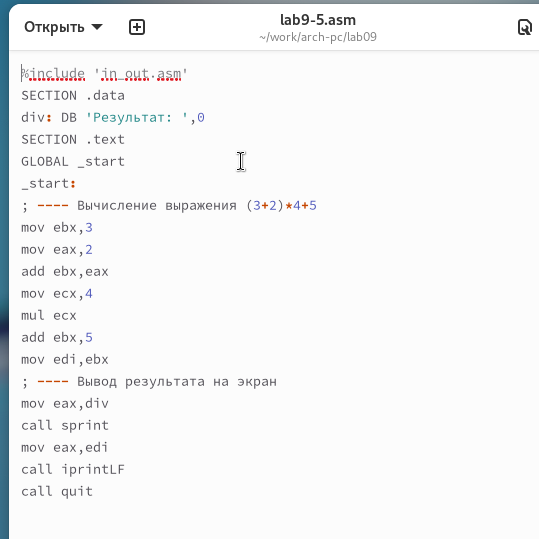 Открыть
lab9-5.asm
~/work/arch-pc/lab09
%include 'in_out.asm'
SECTION .data
div: DB 'Результат: ',0
SECTION .text
GLOBAL _start
_start:
; ---- Вычисление выражения (3+2)*4+5
mov ebx,3
mov eax,2
add ebx,eax
mov ecx,4
mul ecx
add ebx,5
mov edi,ebx
; ---- Вывод результата на экран
mov eax,div
call sprint
mov eax,edi
call iprintLF
call quit